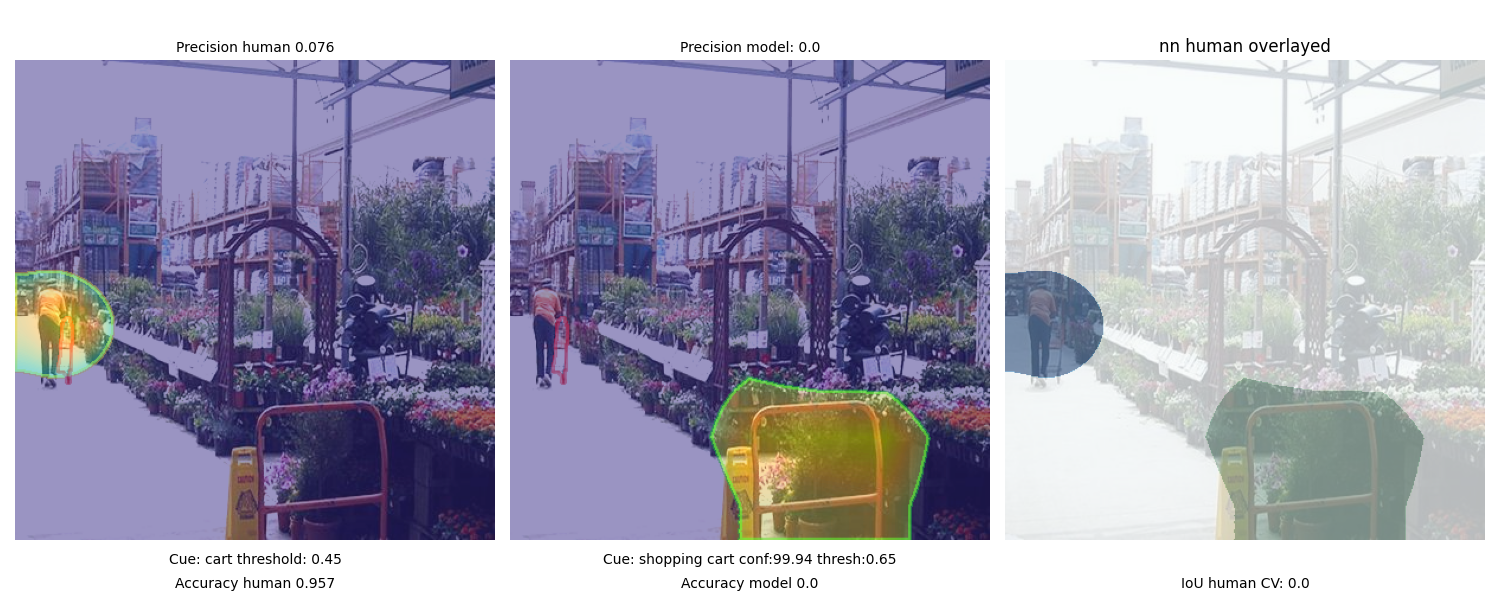 Precision human 0.076
Precision model: 0.0
nn human overlayed
CAUTION
Cue: cart threshold: 0.45
Cue: shopping cart conf:99.94 thresh:0.65
Accuracy human 0.957
Accuracy model 0.0
IoU human CV: 0.0